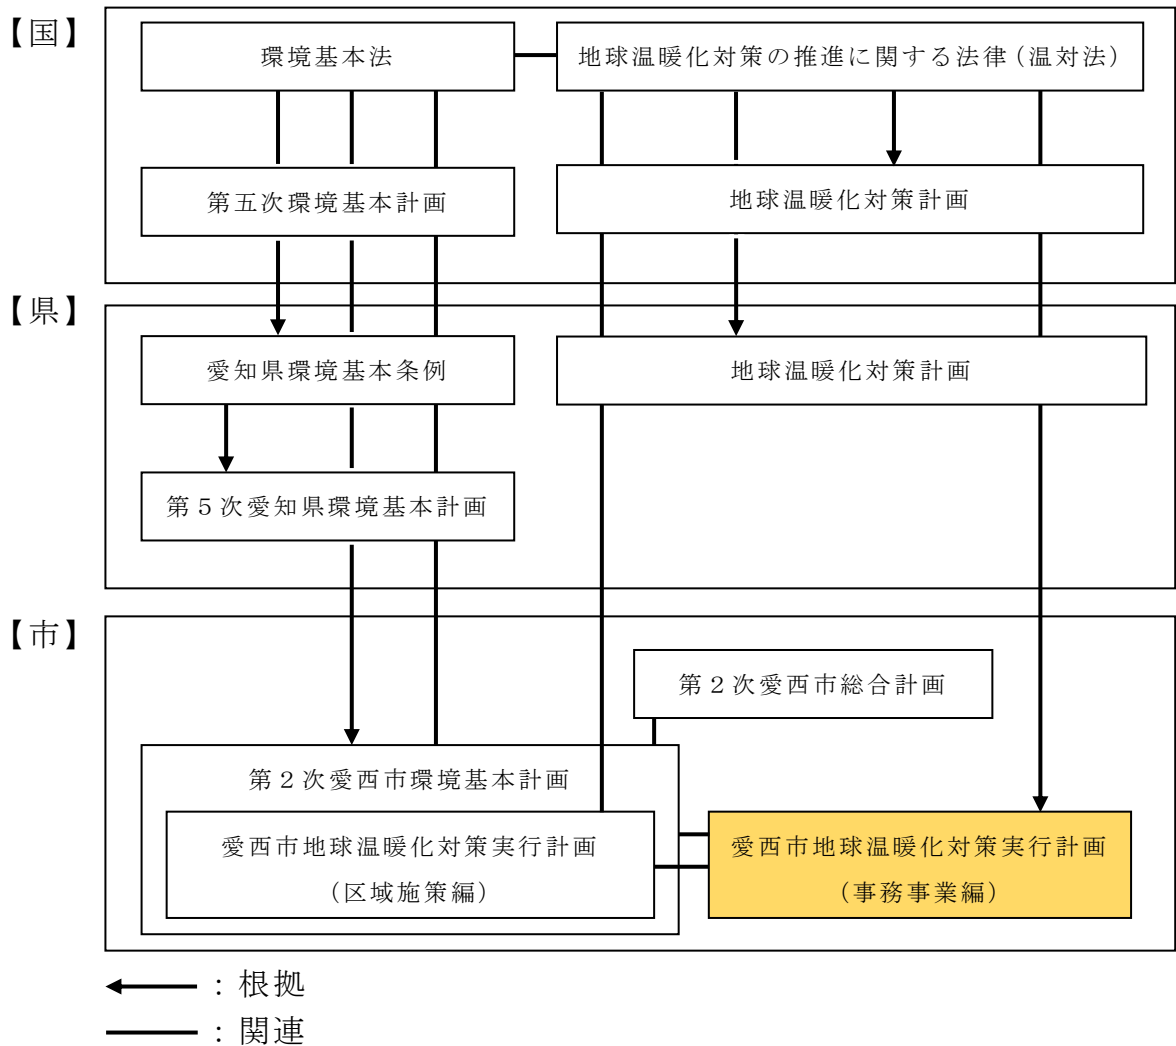 【国】
環境基本法
地球温暖化対策の推進に関する法律(温対法)
第五次環境基本計画
地球温暖化対策計画
【県】
愛知県環境基本条例
地球温暖化対策計画
第5次愛知県環境基本計画
【市】
第2次愛西市総合計画
第2次愛西市環境基本計画
愛西市地球温暖化対策実行計画
(区域施策編)
愛西市地球温暖化対策実行計画
(事務事業編)
:根拠
:関連